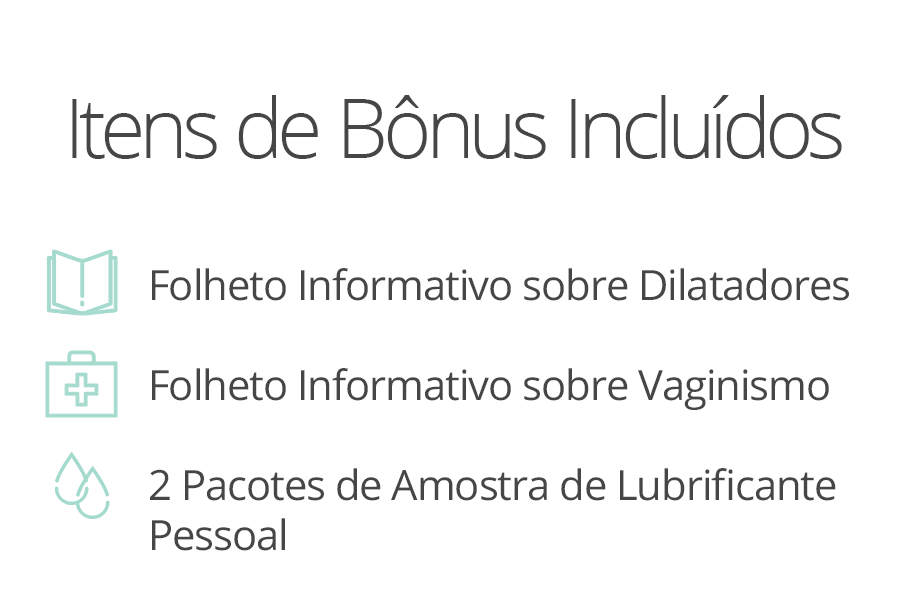 Itens de Bônus Incluídos
Folheto Informativo sobre Dilatadores
Folheto Informativo sobre Vaginismo
2 Pacotes de Amostra de Lubrificante
Pessoal